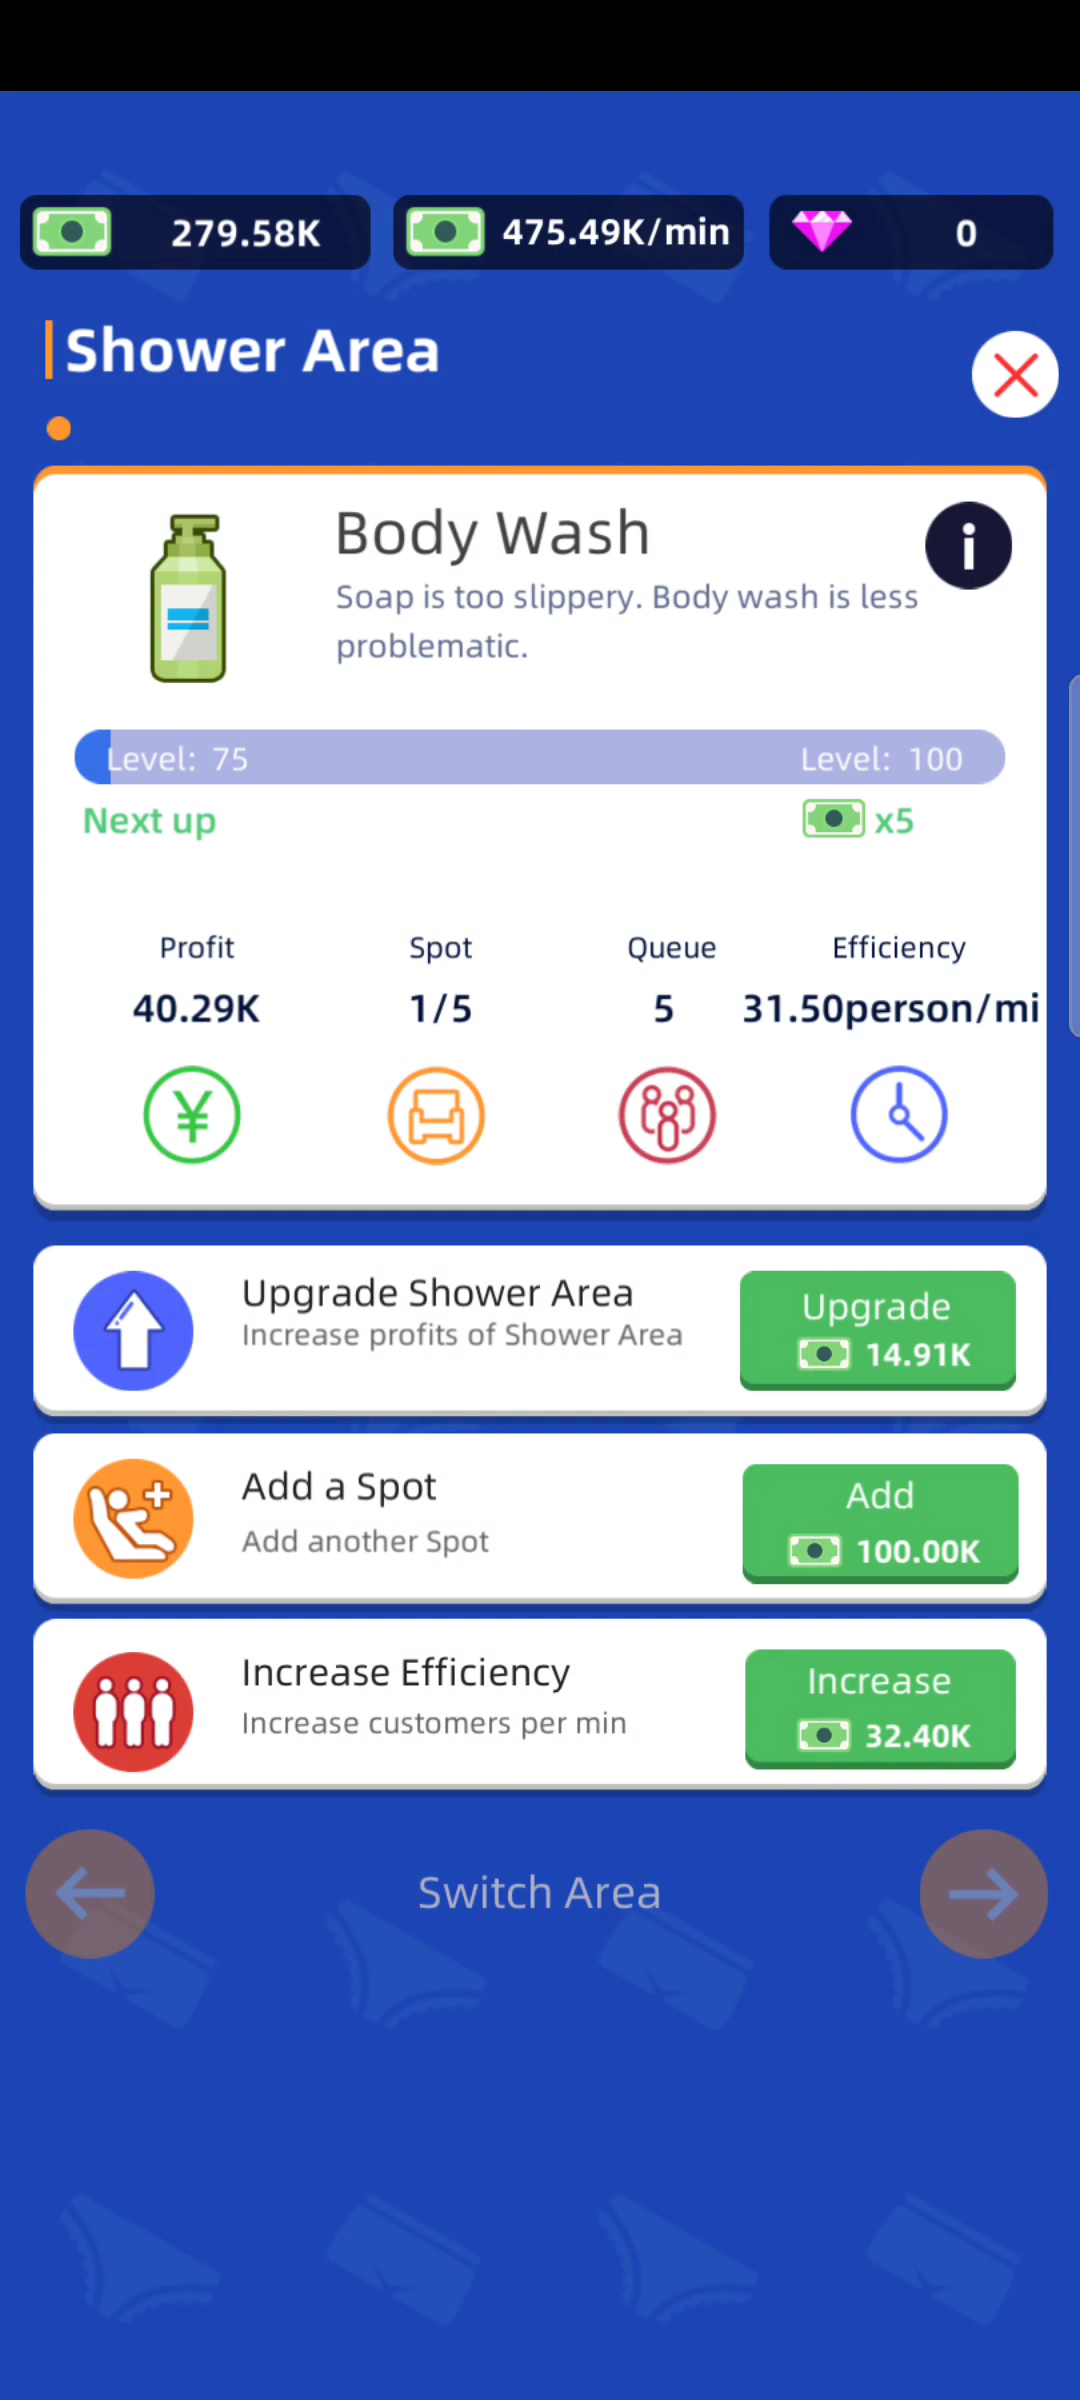 279.58K
475.49K/min
0
Shower Area
Body Wash
Soap is too slippery. Body wash is less
problematic.
Level: 75
Level: 100
Next up
x5
Profit
Spot
Queue
Efficiency
40.29K
1/5
5
31.50person/mi
Upgrade Shower Area
Increase profits of Shower Area
Upgrade
14.91K
Add a Spot
Add another Spot
Add
100.00K
Increase Efficiency
Increase customers per min
Increase
32.40K
Switch Area